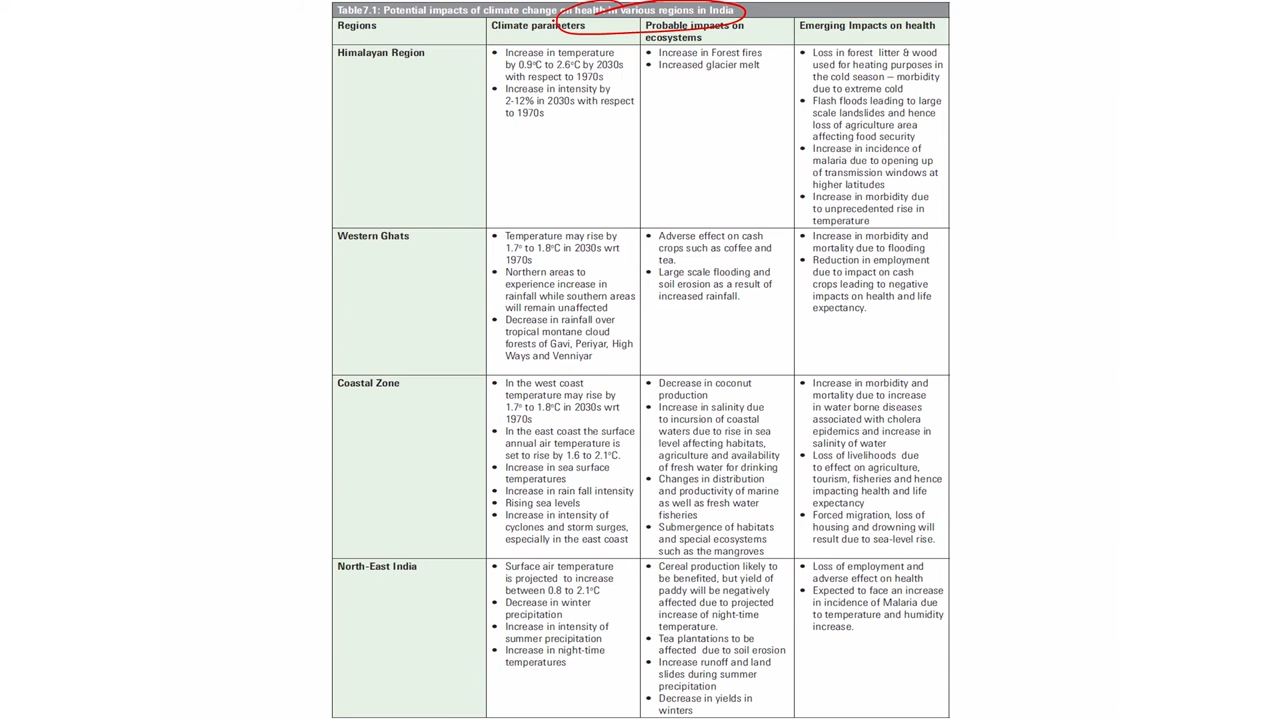 Table7.1: Potential impacts of climate change on health in various regions in India
Regions
Climate parameters
Probable impacts on
ecosystems
Emerging Impacts on health
Himalayan Region
• Increase in temperature
by 0.9°C to 2.6°C by 2030s
with respect to 1970s
• Increase in intensity by
2-12% in 2030s with respect
to 1970s
• Increase in Forest fires
• Increased glacier melt
• Loss in forest litter & wood
used for heating purposes in
the cold season – morbidity
due to extreme cold
• Flash floods leading to large
scale landslides and hence
loss of agriculture area
affecting food security
• Increase in incidence of
malaria due to opening up
of transmission windows at
higher latitudes
• Increase in morbidity due
to unprecedented rise in
temperature
Western Ghats
• Temperature may rise by
1.7° to 1.8°C in 2030s wrt
1970s
• Northern areas to
experience increase in
rainfall while southern areas
will remain unaffected
• Decrease in rainfall over
tropical montane cloud
forests of Gavi, Periyar, High
Ways and Venniyar
• Adverse effect on cash
crops such as coffee and
tea.
• Large scale flooding and
soil erosion as a result of
increased rainfall.
• Increase in morbidity and
mortality due to flooding
• Reduction in employment
due to impact on cash
crops leading to negative
impacts on health and life
expectancy.
Coastal Zone
• In the west coast
temperature may rise by
1.7° to 1.8°C in 2030s wrt
1970s
• In the east coast the surface
annual air temperature is
set to rise by 1.6 to 2.1°C.
• Increase in sea surface
temperatures
• Increase in rain fall intensity
• Rising sea levels
• Increase in intensity of
cyclones and storm surges,
especially in the east coast
• Decrease in coconut
production
• Increase in salinity due
to incursion of coastal
waters due to rise in sea
level affecting habitats,
agriculture and availability
of fresh water for drinking
• Changes in distribution
and productivity of marine
as well as fresh water
fisheries
• Submergence of habitats
and special ecosystems
such as the mangroves
• Increase in morbidity and
mortality due to increase
in water borne diseases
associated with cholera
epidemics and increase in
salinity of water
• Loss of livelihoods due
to effect on agriculture,
tourism, fisheries and hence
impacting health and life
expectancy
• Forced migration, loss of
housing and drowning will
result due to sea-level rise.
North-East India
• Surface air temperature
is projected to increase
between 0.8 to 2.1°C
• Decrease in winter
precipitation
• Increase in intensity of
summer precipitation
• Increase in night-time
temperatures
• Cereal production likely to
be benefited, but yield of
paddy will be negatively
affected due to projected
increase of night-time
temperature.
• Tea plantations to be
affected due to soil erosion
• Increase runoff and land
slides during summer
precipitation
• Decrease in yields in
winters
• Loss of employment and
adverse effect on health
• Expected to face an increase
in incidence of Malaria due
to temperature and humidity
increase.